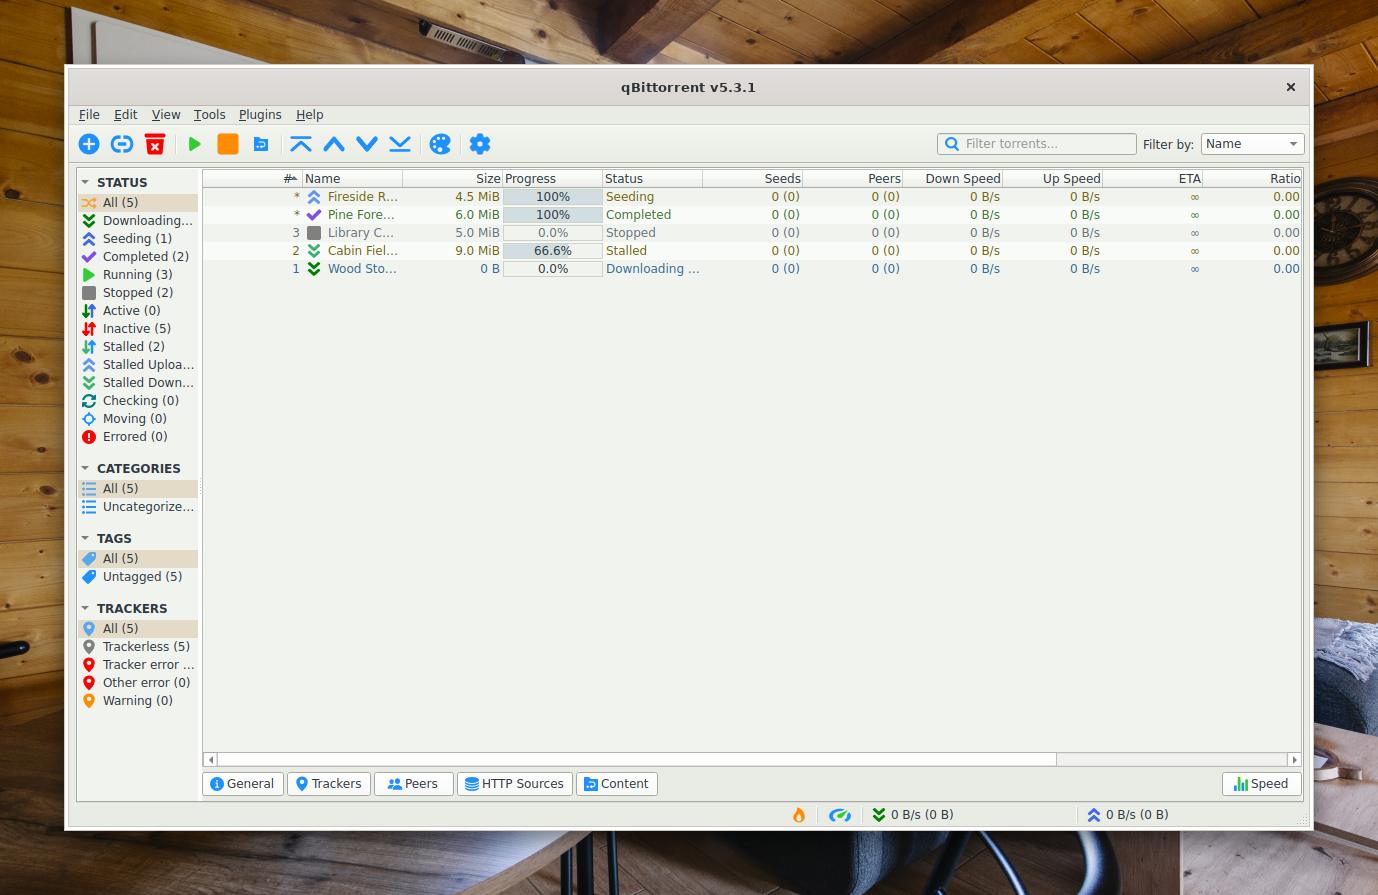 qBittorrent v5.3.1
File Edit View Tools Plugins Help
Filter torrents... Filter by: Name
STATUS
All (5)
Downloading...
Seeding (1)
Completed (2)
Running (3)
Stopped (2)
Active (0)
Inactive (5)
Stalled (2)
Stalled Uploa...
Stalled Down...
Checking (0)
Moving (0)
Errored (0)
CATEGORIES
All (5)
Uncategorize...
TAGS
All (5)
Untagged (5)
TRACKERS
All (5)
Trackerless (5)
Tracker error ...
Other error (0)
Warning (0)
# Name Size Progress Status Seeds Peers Down Speed Up Speed ETA Ratio
* Fireside R... 4.5 MiB 100% Seeding 0 (0) 0 (0) 0 B/s 0 B/s ∞ 0.00
* Pine Fore... 6.0 MiB 100% Completed 0 (0) 0 (0) 0 B/s 0 B/s ∞ 0.00
3 Library C... 5.0 MiB 0.0% Stopped 0 (0) 0 (0) 0 B/s 0 B/s ∞ 0.00
2 Cabin Fiel... 9.0 MiB 66.6% Stalled 0 (0) 0 (0) 0 B/s 0 B/s ∞ 0.00
1 Wood Sto... 0 B 0.0% Downloading ... 0 (0) 0 (0) 0 B/s 0 B/s ∞ 0.00
General Trackers Peers HTTP Sources Content Speed
0 B/s (0 B) 0 B/s (0 B)